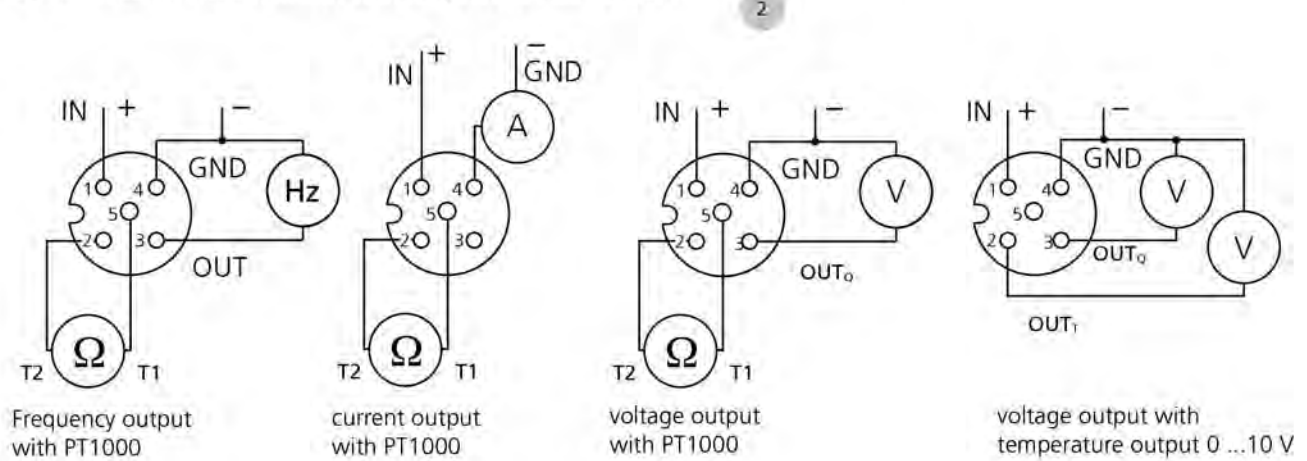 2
IN + −
GND
1 4
5
2 3
Hz
OUT
Ω
T2 T1
Frequency output
with PT1000
IN + −
GND
A
1 4
5
2 3
Ω
T2 T1
current output
with PT1000
IN + −
GND
1 4
5
2 3
V
OUTQ
Ω
T2 T1
voltage output
with PT1000
IN + −
GND
1 4
5
2 3
V
V
OUTQ
OUTT
voltage output with
temperature output 0 ...10 V